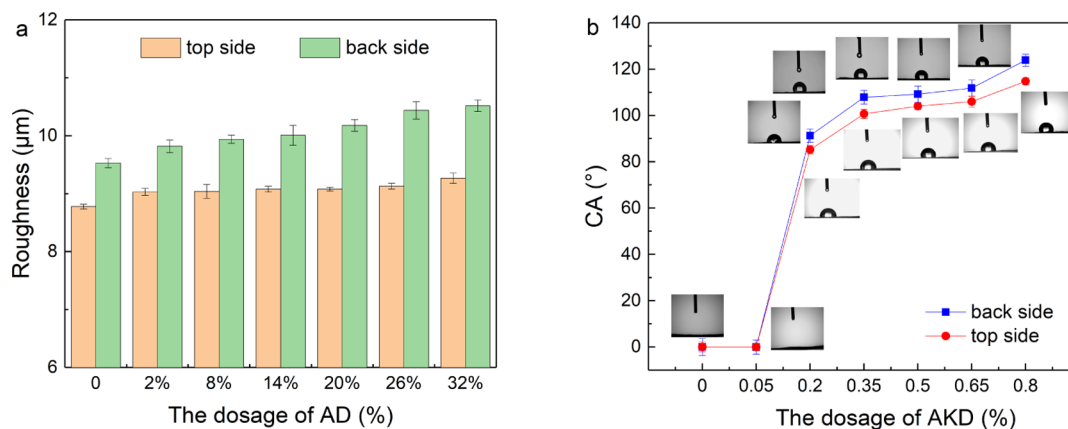 a
top side
back side
12
10
8
6
Roughness (μm)
0 2% 8% 14% 20% 26% 32%
The dosage of AD (%)
b
140
120
100
80
60
40
20
0
CA (°)
back side
top side
0 0.05 0.2 0.35 0.5 0.65 0.8
The dosage of AKD (%)